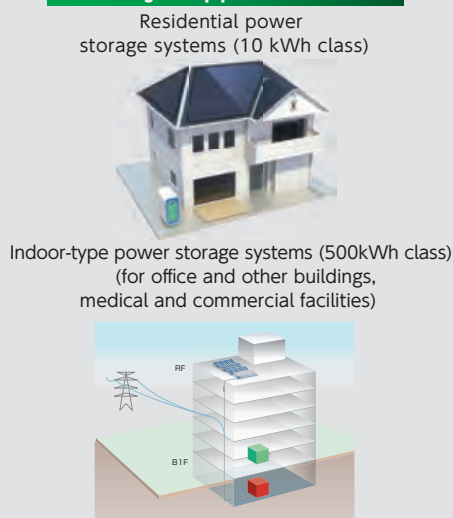 Residential power
storage systems (10 kWh class)
Indoor-type power storage systems (500kWh class)
(for office and other buildings,
medical and commercial facilities)
RF
B1F